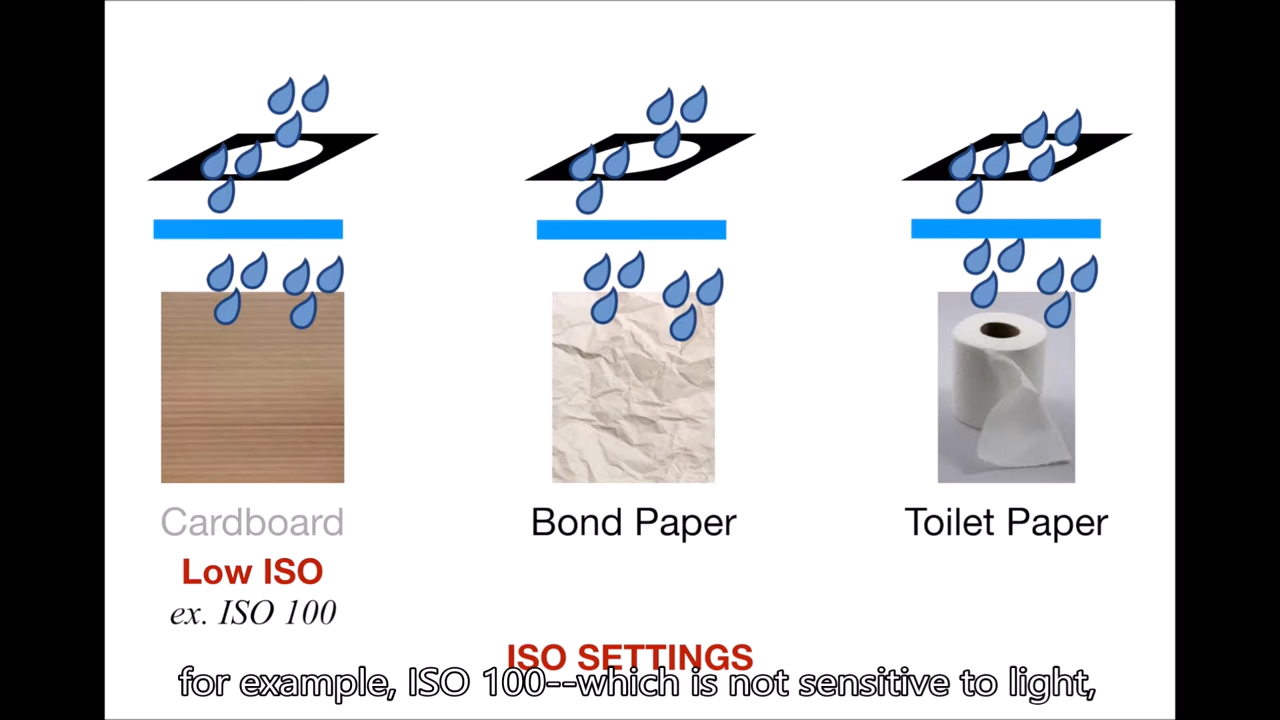 Cardboard
Bond Paper
Toilet Paper
Low ISO
ex. ISO 100
ISO SETTINGS
for example, ISO 100--which is not sensitive to light,